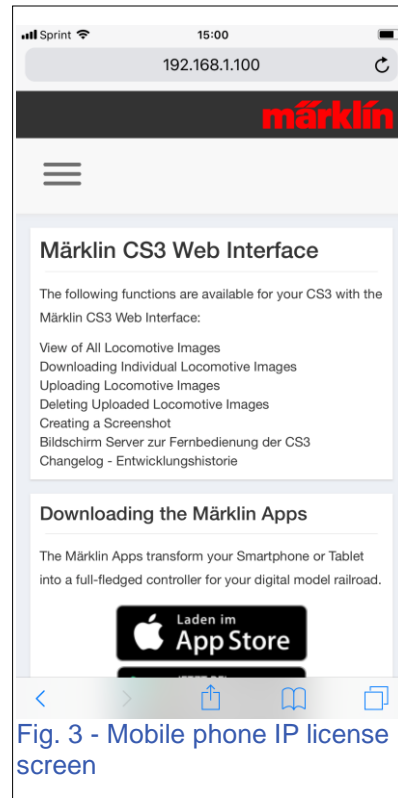 Sprint 15:00
192.168.1.100
märklín
Märklin CS3 Web Interface
The following functions are available for your CS3 with the
Märklin CS3 Web Interface:
View of All Locomotive Images
Downloading Individual Locomotive Images
Uploading Locomotive Images
Deleting Uploaded Locomotive Images
Creating a Screenshot
Bildschirm Server zur Fernbedienung der CS3
Changelog - Entwicklungshistorie
Downloading the Märklin Apps
The Märklin Apps transform your Smartphone or Tablet
into a full-fledged controller for your digital model railroad.
Laden im
App Store
Fig. 3 - Mobile phone IP license
screen